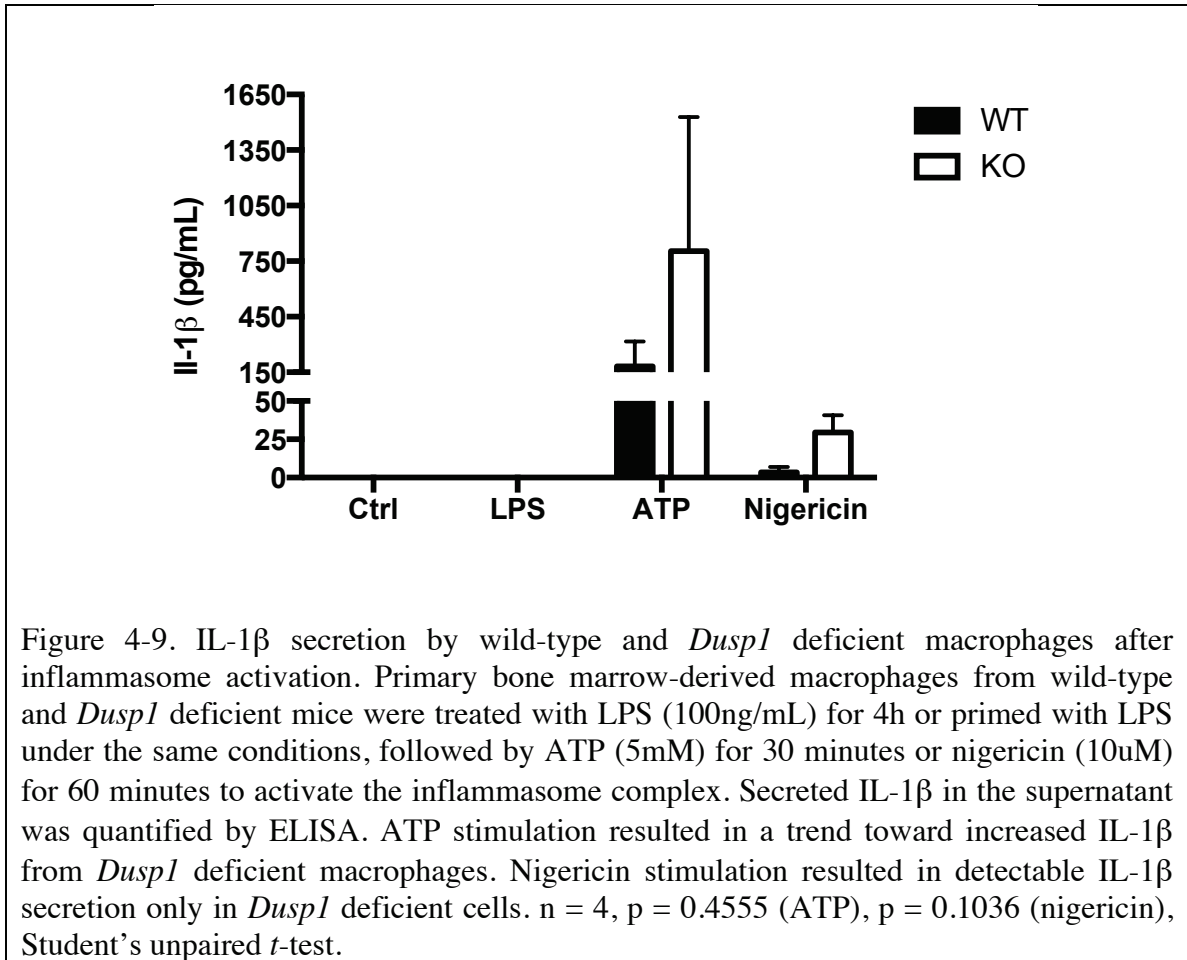 1650
1350
1050
750
450
150
50
25
0
Il-1β (pg/mL)
WT
KO
Ctrl LPS ATP Nigericin
Figure 4-9. IL-1β secretion by wild-type and Dusp1 deficient macrophages after
inflammasome activation. Primary bone marrow-derived macrophages from wild-type
and Dusp1 deficient mice were treated with LPS (100ng/mL) for 4h or primed with LPS
under the same conditions, followed by ATP (5mM) for 30 minutes or nigericin (10uM)
for 60 minutes to activate the inflammasome complex. Secreted IL-1β in the supernatant
was quantified by ELISA. ATP stimulation resulted in a trend toward increased IL-1β
from Dusp1 deficient macrophages. Nigericin stimulation resulted in detectable IL-1β
secretion only in Dusp1 deficient cells. n = 4, p = 0.4555 (ATP), p = 0.1036 (nigericin),
Student’s unpaired t-test.